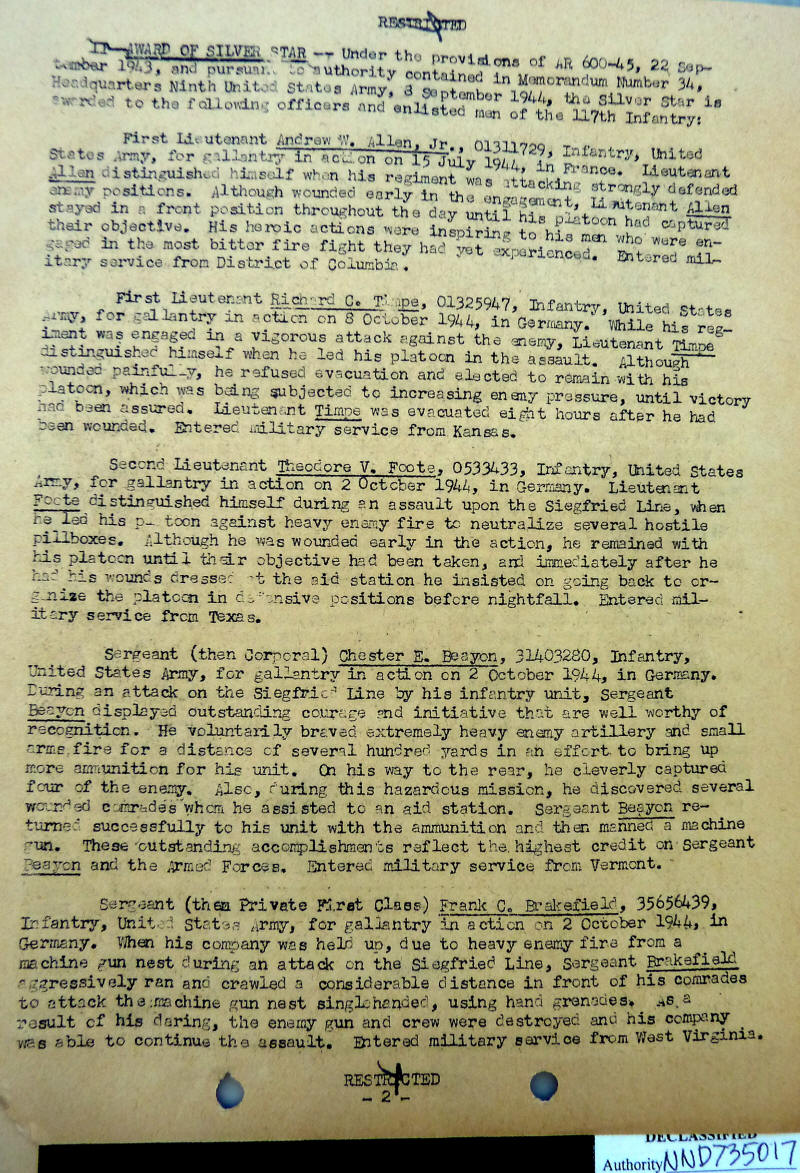 RESTRICTED
II--AWARD OF SILVER STAR -- Under the provisions of AR 600-45, 22 Sep-
tember 1943, and pursuant to authority contained in Memorandum Number 34,
Headquarters Ninth United States Army, 3 September 1944, the Silver Star is
awarded to the following officers and enlisted men of the 117th Infantry:
First Lieutenant Andrew W. Allen, Jr., 01311729, Infantry, United
States Army, for gallantry in action on 15 July 1944, in France. Lieutenant
Allen distinguished himself when his regiment was attacking strongly defended
enemy positions. Although wounded early in the engagement, Lieutenant Allen
stayed in a front position throughout the day until his platoon had captured
their objective. His heroic actions were inspiring to his men who were en-
gaged in the most bitter fire fight they had yet experienced. Entered mil-
itary service from District of Columbia.
First Lieutenant Richard C. Timpe, 01325947, Infantry, United States
Army, for gallantry in action on 8 October 1944, in Germany. While his reg-
iment was engaged in a vigorous attack against the enemy, Lieutenant Timpe
distinguished himself when he led his platoon in the assault. Although
wounded painfully, he refused evacuation and elected to remain with his
platoon, which was being subjected to increasing enemy pressure, until victory
had been assured. Lieutenant Timpe was evacuated eight hours after he had
been wounded. Entered military service from Kansas.
Second Lieutenant Theodore V. Foote, 0533433, Infantry, United States
Army, for gallantry in action on 2 October 1944, in Germany. Lieutenant
Foote distinguished himself during an assault upon the Siegfried Line, when
he led his platoon against heavy enemy fire to neutralize several hostile
pillboxes. Although he was wounded early in the action, he remained with
his platoon until their objective had been taken, and immediately after he
had his wounds dressed at the aid station he insisted on going back to or-
ganize the platoon in defensive positions before nightfall. Entered mil-
itary service from Texas.
Sergeant (then Corporal) Chester E. Beayon, 31403280, Infantry,
United States Army, for gallantry in action on 2 October 1944, in Germany.
During an attack on the Siegfried Line by his infantry unit, Sergeant
Beayon displayed outstanding courage and initiative that are well worthy of
recognition. He voluntarily braved extremely heavy enemy artillery and small
arms fire for a distance of several hundred yards in an effort to bring up
more ammunition for his unit. On his way to the rear, he cleverly captured
four of the enemy. Also, during this hazardous mission, he discovered several
wounded comrades whom he assisted to an aid station. Sergeant Beayon re-
turned successfully to his unit with the ammunition and then manned a machine
gun. These outstanding accomplishments reflect the highest credit on Sergeant
Beayon and the Armed Forces. Entered military service from Vermont.
Sergeant (then Private First Class) Frank C. Brakefield, 35656439,
Infantry, United States Army, for gallantry in action on 2 October 1944, in
Germany. When his company was held up, due to heavy enemy fire from a
machine gun nest during an attack on the Siegfried Line, Sergeant Brakefield
aggressively ran and crawled a considerable distance in front of his comrades
to attack the machine gun nest singlehanded, using hand grenades. As a
result of his daring, the enemy gun and crew were destroyed and his company
was able to continue the assault. Entered military service from West Virginia.
RESTRICTED
- 2 -
DECLASSIFIED
Authority NND735017